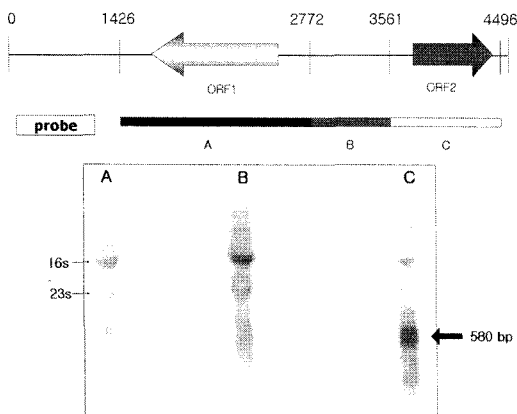 0 1426 2772 3561 4496
ORF1 ORF2
probe
A B C
A B C
16s
23s
580 bp